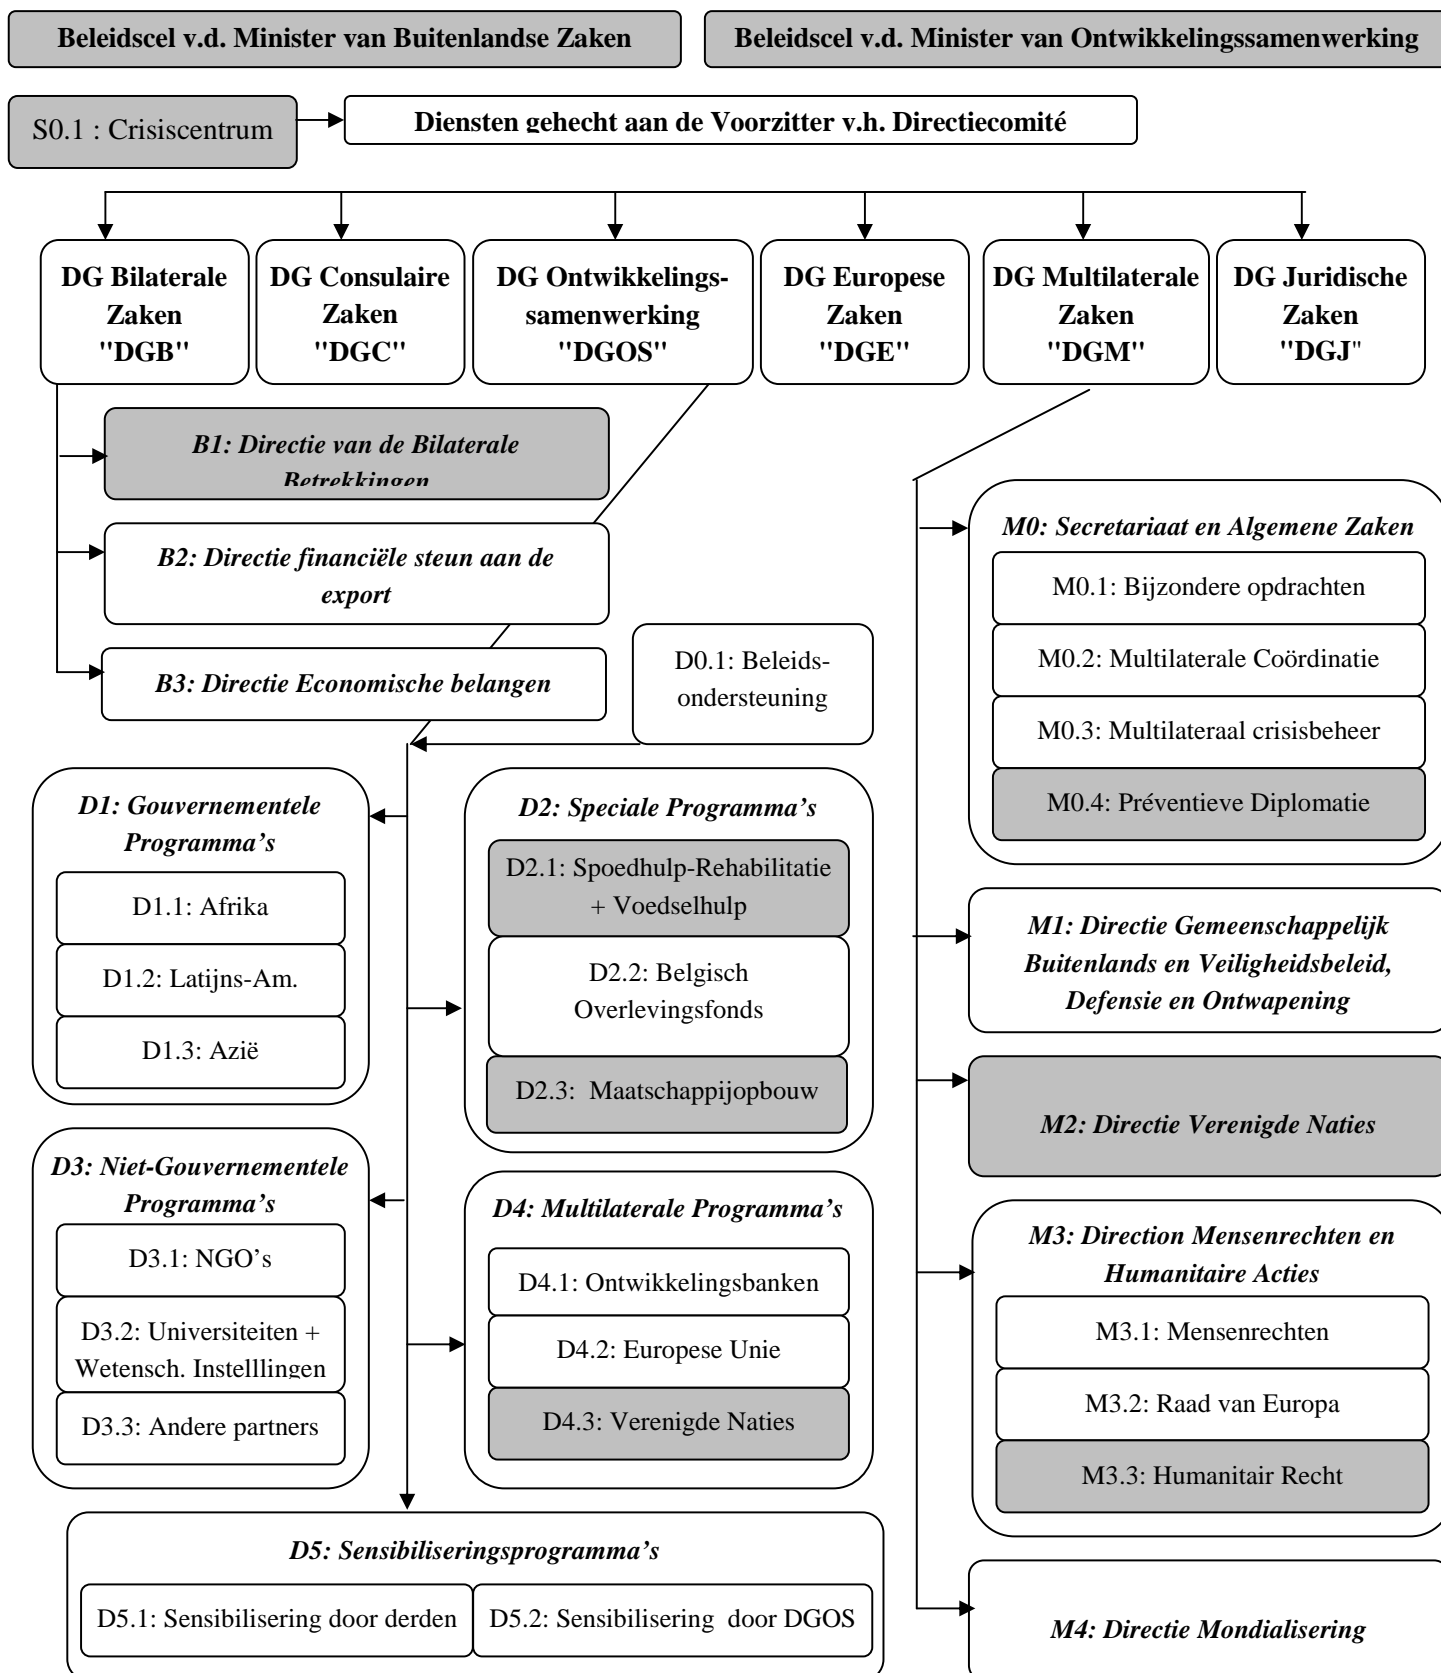 Beleidscel v.d. Minister van Buitenlandse Zaken
Beleidscel v.d. Minister van Ontwikkelingssamenwerking
S0.1 : Crisiscentrum
Diensten gehecht aan de Voorzitter v.h. Directiecomité
DG Bilaterale
Zaken
"DGB"
DG Consulaire
Zaken
"DGC"
DG Ontwikkelings-
samenwerking
"DGOS"
DG Europese
Zaken
"DGE"
DG Multilaterale
Zaken
"DGM"
DG Juridische
Zaken
"DGJ"
B1: Directie van de Bilaterale
Betrekkingen
B2: Directie financiële steun aan de
export
B3: Directie Economische belangen
D0.1: Beleids-
ondersteuning
D1: Gouvernementele
Programma’s
D1.1: Afrika
D1.2: Latijns-Am.
D1.3: Azië
D2: Speciale Programma’s
D2.1: Spoedhulp-Rehabilitatie
+ Voedselhulp
D2.2: Belgisch
Overlevingsfonds
D2.3:  Maatschappijopbouw
D3: Niet-Gouvernementele
Programma’s
D3.1: NGO’s
D3.2: Universiteiten +
Wetensch. Instelllingen
D3.3: Andere partners
D4: Multilaterale Programma’s
D4.1: Ontwikkelingsbanken
D4.2: Europese Unie
D4.3: Verenigde Naties
D5: Sensibiliseringsprogramma’s
D5.1: Sensibilisering door derden
D5.2: Sensibilisering  door DGOS
M0: Secretariaat en Algemene Zaken
M0.1: Bijzondere opdrachten
M0.2: Multilaterale Coördinatie
M0.3: Multilateraal crisisbeheer
M0.4: Préventieve Diplomatie
M1: Directie Gemeenschappelijk
Buitenlands en Veiligheidsbeleid,
Defensie en Ontwapening
M2: Directie Verenigde Naties
M3: Direction Mensenrechten en
Humanitaire Acties
M3.1: Mensenrechten
M3.2: Raad van Europa
M3.3: Humanitair Recht
M4: Directie Mondialisering